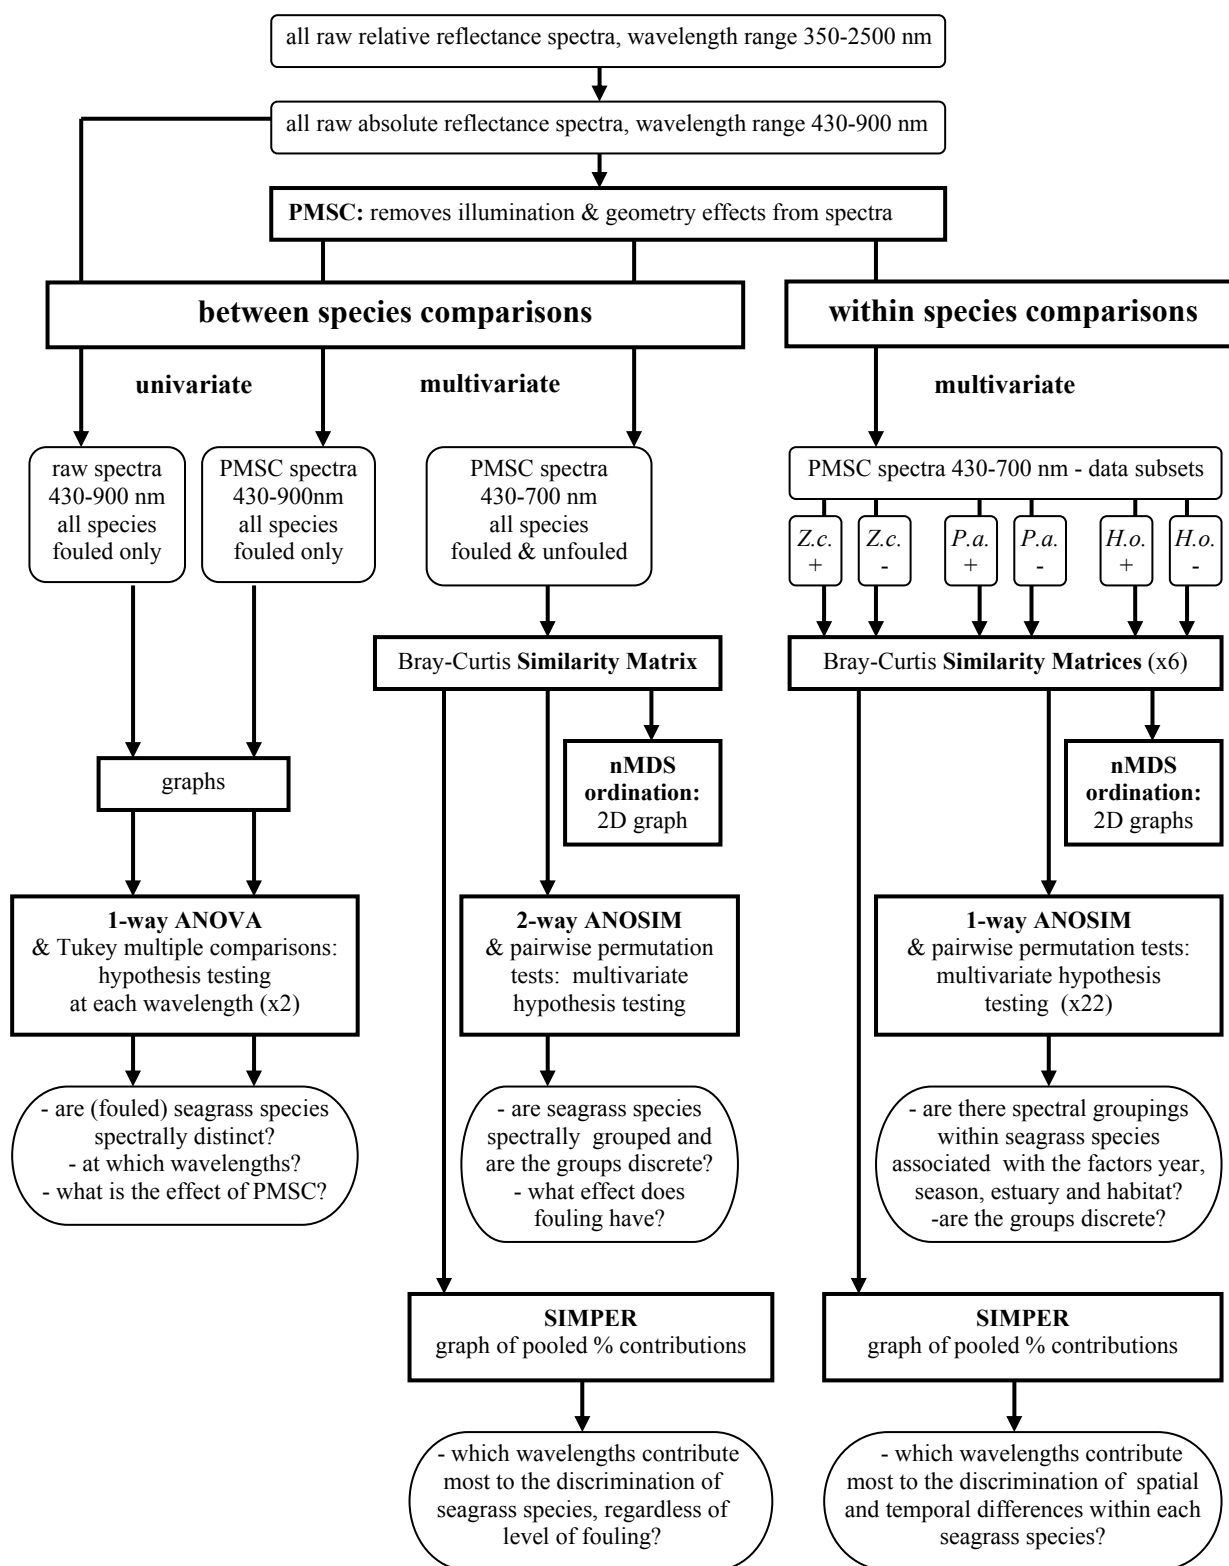 all raw relative reflectance spectra, wavelength range 350-2500 nm
all raw absolute reflectance spectra, wavelength range 430-900 nm
PMSC: removes illumination & geometry effects from spectra
between species comparisons
within species comparisons
univariate
multivariate
multivariate
raw spectra
430-900 nm
all species
fouled only
PMSC spectra
430-900nm
all species
fouled only
PMSC spectra
430-700 nm
all species
fouled & unfouled
PMSC spectra 430-700 nm - data subsets
Z.c.
+
Z.c.
-
P.a.
+
P.a.
-
H.o.
+
H.o.
-
Bray-Curtis Similarity Matrix
Bray-Curtis Similarity Matrices (x6)
graphs
nMDS
ordination:
2D graph
nMDS
ordination:
2D graphs
1-way ANOVA
& Tukey multiple comparisons:
hypothesis testing
at each wavelength (x2)
2-way ANOSIM
& pairwise permutation
tests: multivariate
hypothesis testing
1-way ANOSIM
& pairwise permutation tests:
multivariate hypothesis
testing (x22)
- are (fouled) seagrass species
spectrally distinct?
- at which wavelengths?
- what is the effect of PMSC?
- are seagrass species
spectrally grouped and
are the groups discrete?
- what effect does
fouling have?
- are there spectral groupings
within seagrass species
associated with the factors year,
season, estuary and habitat?
-are the groups discrete?
SIMPER
graph of pooled % contributions
SIMPER
graph of pooled % contributions
- which wavelengths contribute
most to the discrimination of
seagrass species, regardless of
level of fouling?
- which wavelengths contribute
most to the discrimination of spatial
and temporal differences within each
seagrass species?